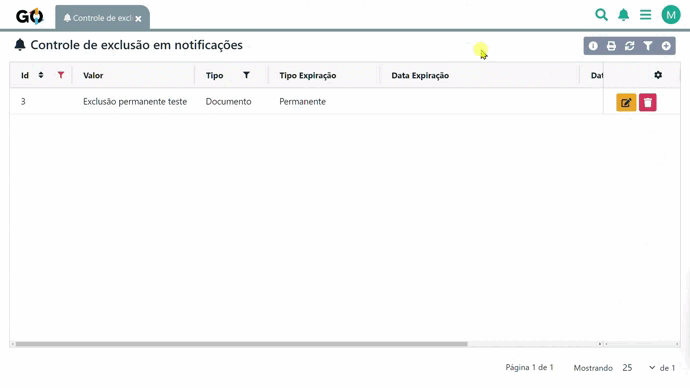 GO
Controle de excl
M
Controle de exclusão em notificações
Id Valor Tipo Tipo Expiração Data Expiração Dat
3 Exclusão permanente teste Documento Permanente
Página 1 de 1 Mostrando 25 de 1